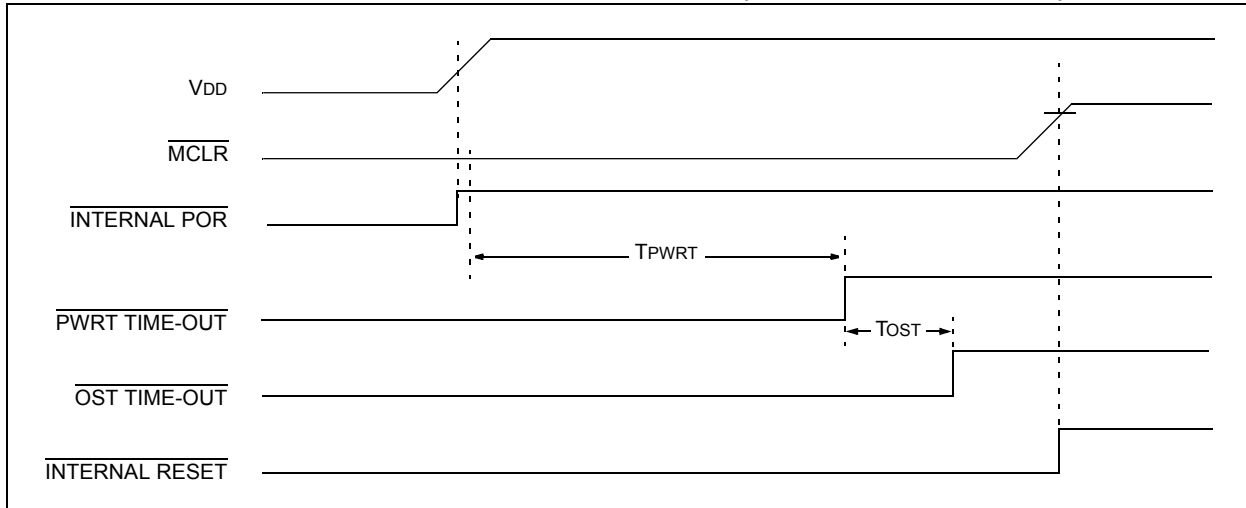 VDD
MCLR
INTERNAL POR
TPWRT
PWRT TIME-OUT
TOST
OST TIME-OUT
INTERNAL RESET